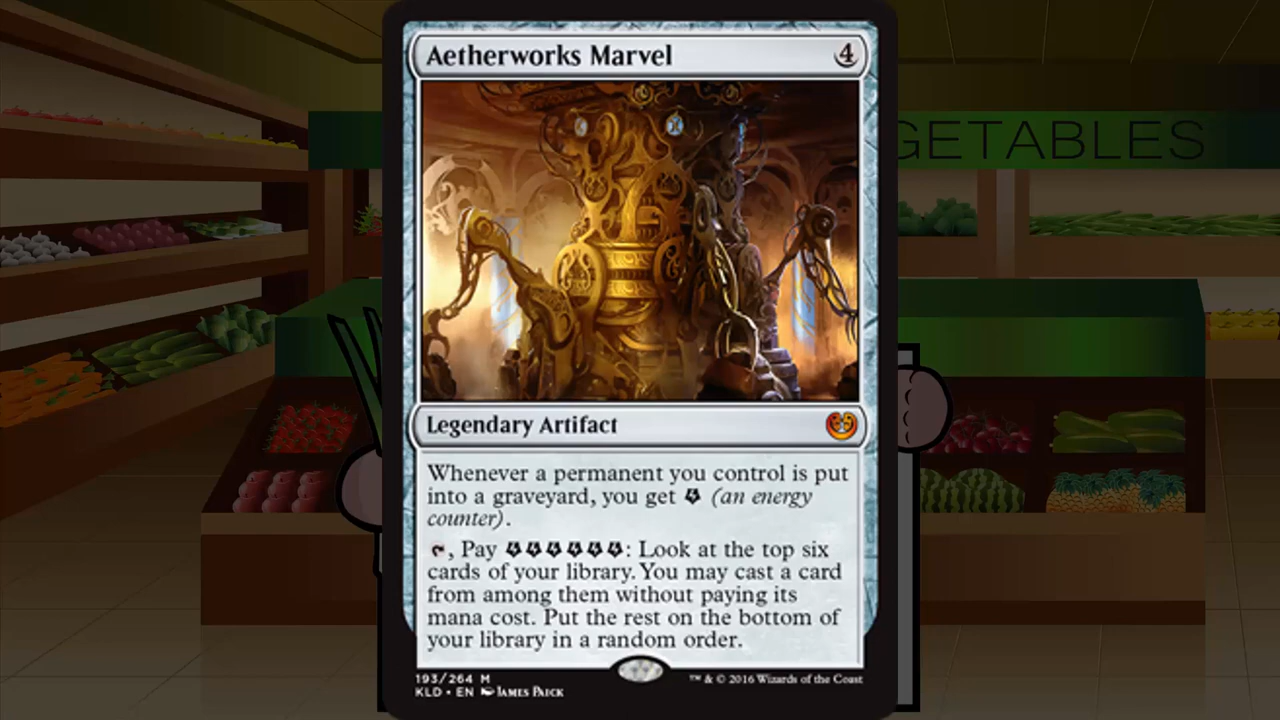 Aetherworks Marvel 4
GETABLES
Legendary Artifact
Whenever a permanent you control is put
into a graveyard, you get (an energy
counter).
, Pay : Look at the top six
cards of your library. You may cast a card
from among them without paying its
mana cost. Put the rest on the bottom of
your library in a random order.
193/264 M
KLD • EN James Paick
™ & © 2016 Wizards of the Coast